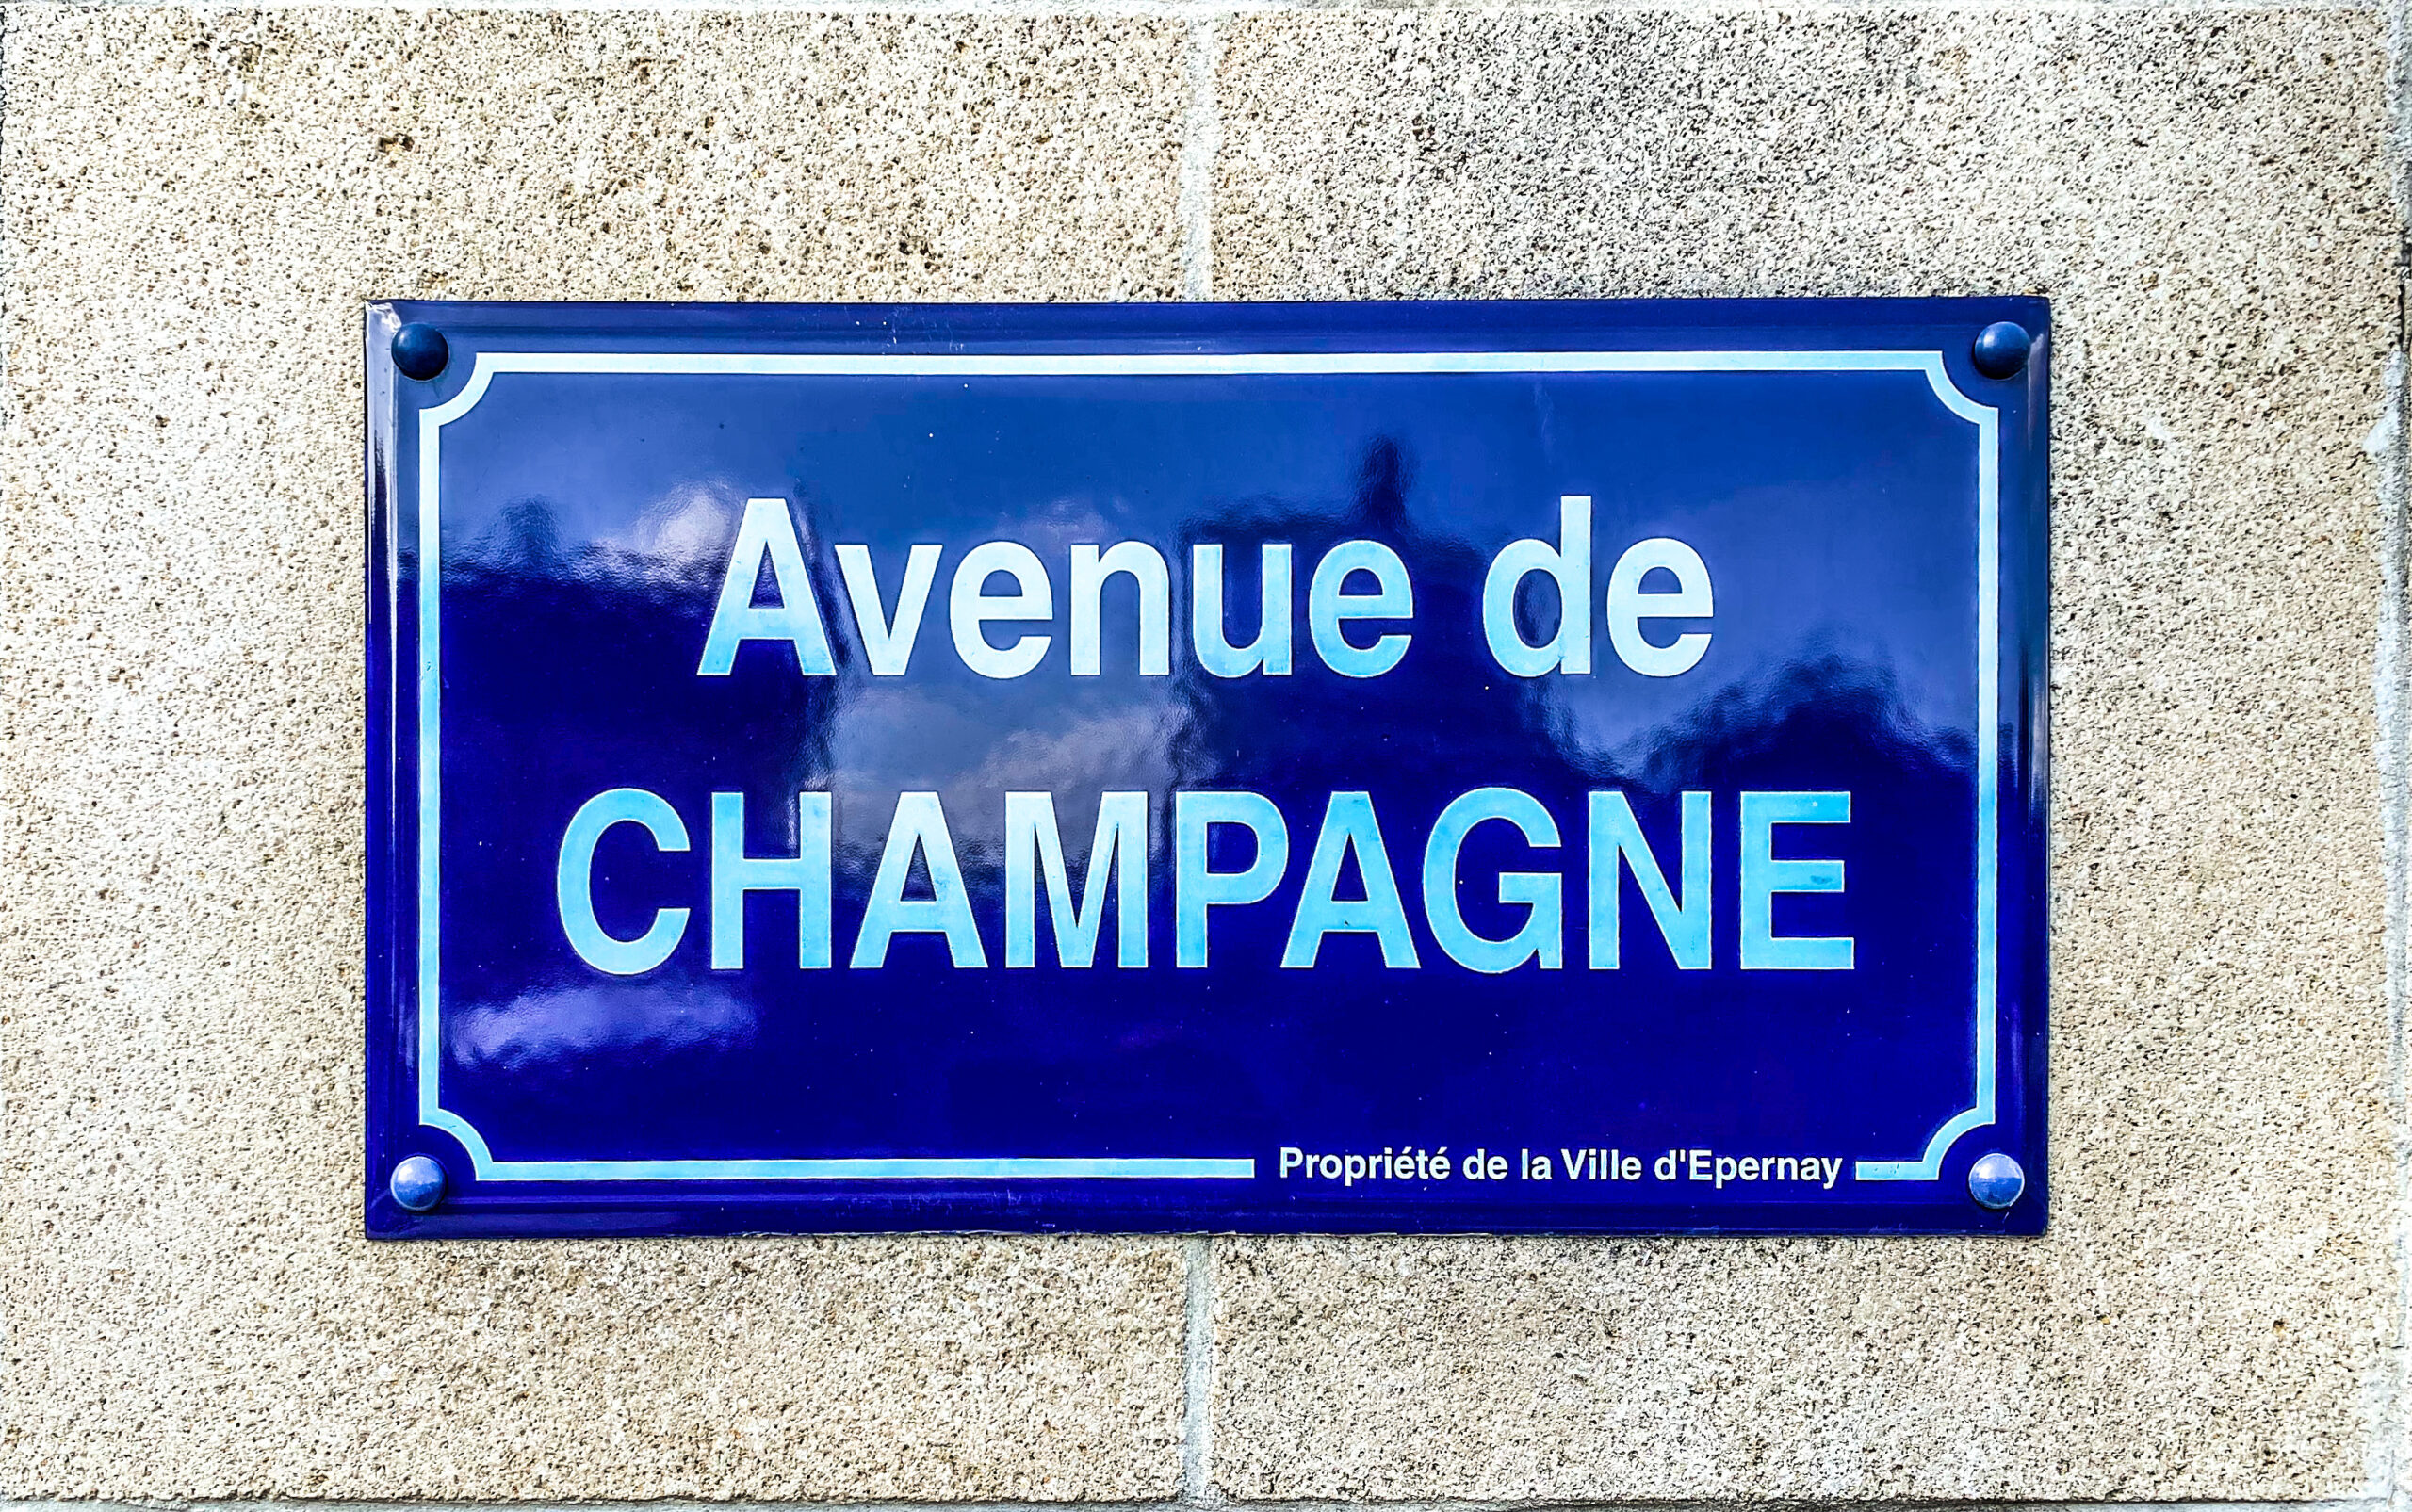 Avenue de
CHAMPAGNE
Propriété de la Ville d'Epernay